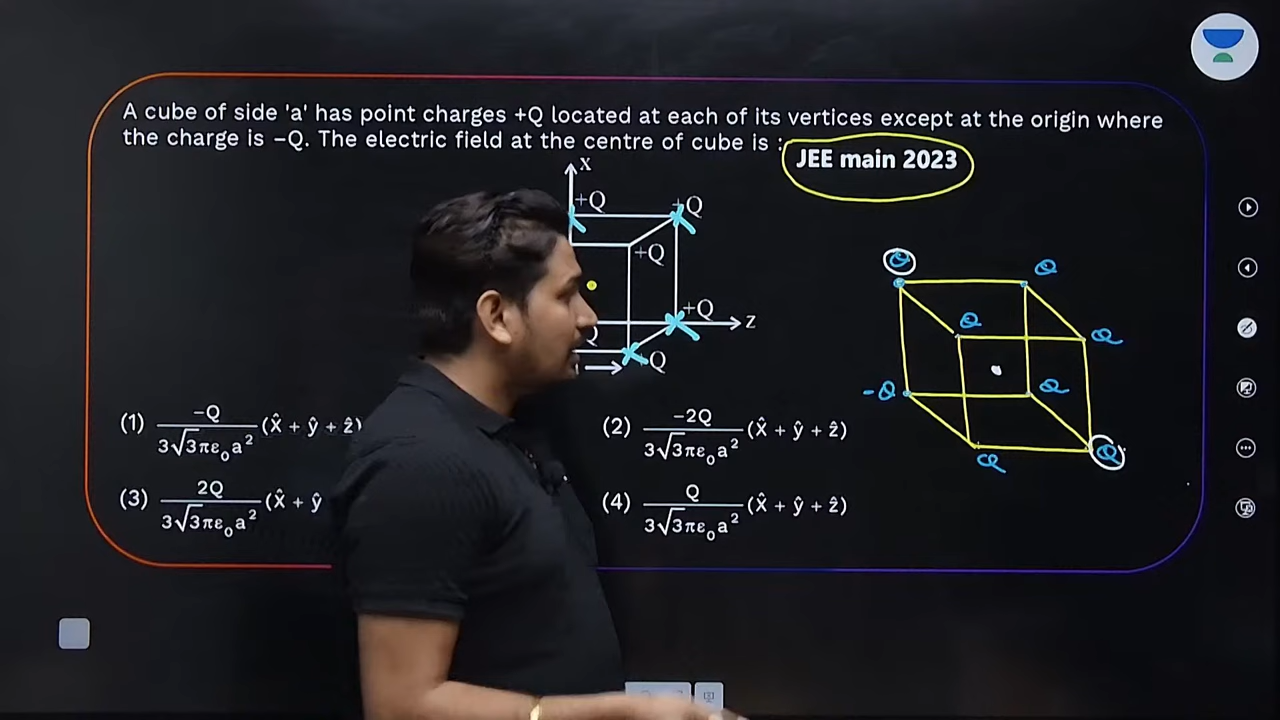 A cube of side 'a' has point charges +Q located at each of its vertices except at the origin where
the charge is −Q. The electric field at the centre of cube is :
JEE main 2023
x
+Q
+Q
+Q
+Q
z
Q
+Q
Q
Q
Q
Q
-Q
Q
Q
Q
(1) -Q / 3√3πε₀a² (x̂ + ŷ + ẑ)
(2) -2Q / 3√3πε₀a² (x̂ + ŷ + ẑ)
(3) 2Q / 3√3πε₀a² (x̂ + ŷ
(4) Q / 3√3πε₀a² (x̂ + ŷ + ẑ)